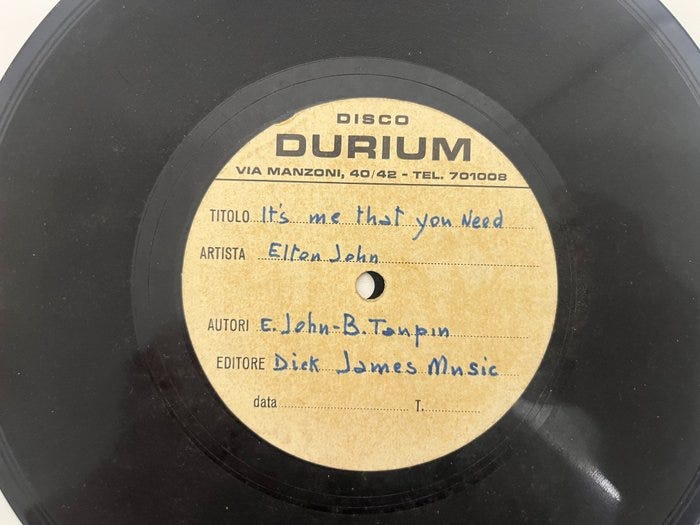 DISCO
DURIUM
VIA MANZONI, 40/42 - TEL. 701008
TITOLO It's me that you Need
ARTISTA Elton John
AUTORI E. John-B. Tanpin
EDITORE Dick James Music
data
T.